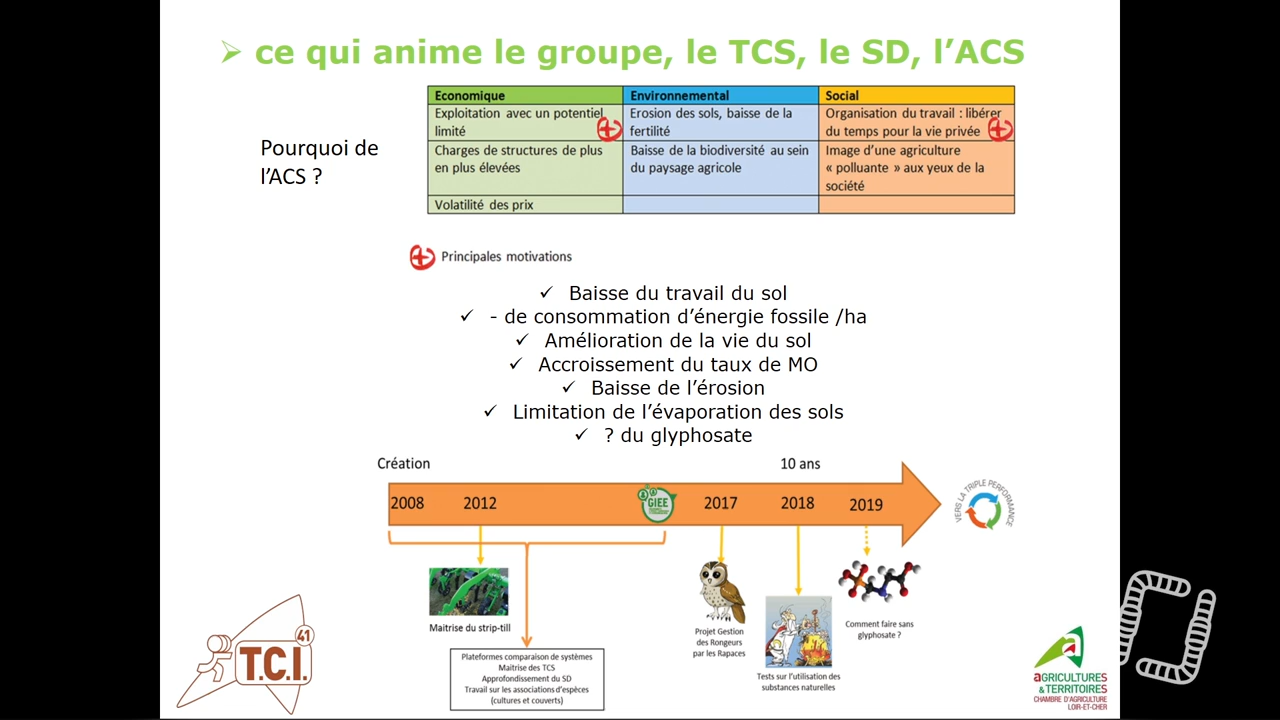 ce qui anime le groupe, le TCS, le SD, l’ACS
Pourquoi de
l’ACS ?
Economique
Environnemental
Social
Exploitation avec un potentiel
limité
Erosion des sols, baisse de la
fertilité
Organisation du travail : libérer
du temps pour la vie privée
Charges de structures de plus
en plus élevées
Baisse de la biodiversité au sein
du paysage agricole
Image d’une agriculture
« polluante » aux yeux de la
société
Volatilité des prix
Principales motivations
Baisse du travail du sol
- de consommation d’énergie fossile /ha
Amélioration de la vie du sol
Accroissement du taux de MO
Baisse de l’érosion
Limitation de l’évaporation des sols
? du glyphosate
Création
10 ans
2008
2012
GIEE
2017
2018
2019
VERS LA TRIPLE PERFORMANCE
Maitrise du strip-till
Plateformes comparaison de systèmes
Maitrise des TCS
Approfondisment du SD
Travail sur les associations d’espèces
(cultures et couverts)
Projet Gestion
des Rongeurs
par les Rapaces
Tests sur l’utilisation des
substances naturelles
Comment faire sans
glyphosate ?
T.C.I.
41
AGRICULTURES
& TERRITOIRES
CHAMBRE D’AGRICULTURE
LOIR-ET-CHER